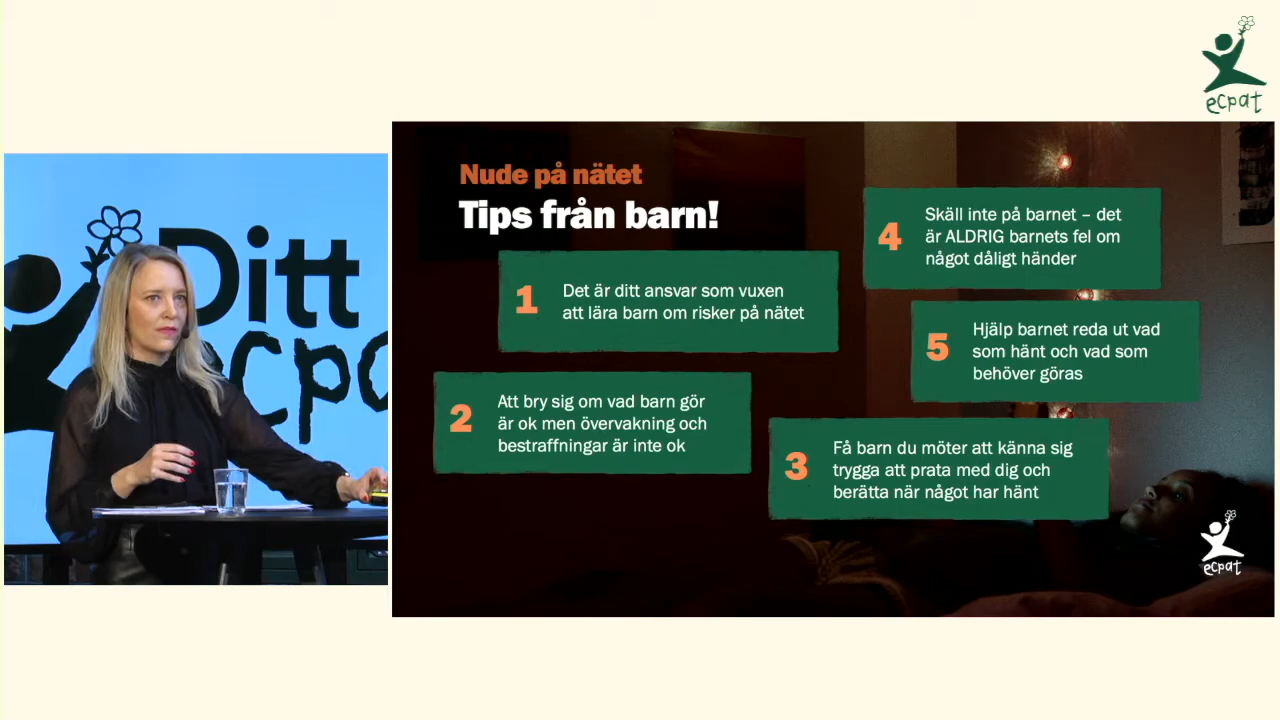 ecpat
Ditt
ecpa
Nude på nätet
Tips från barn!
1
Det är ditt ansvar som vuxen
att lära barn om risker på nätet
2
Att bry sig om vad barn gör
är ok men övervakning och
bestraffningar är inte ok
3
Få barn du möter att känna sig
trygga att prata med dig och
berätta när något har hänt
4
Skäll inte på barnet – det
är ALDRIG barnets fel om
något dåligt händer
5
Hjälp barnet reda ut vad
som hänt och vad som
behöver göras
ecpat